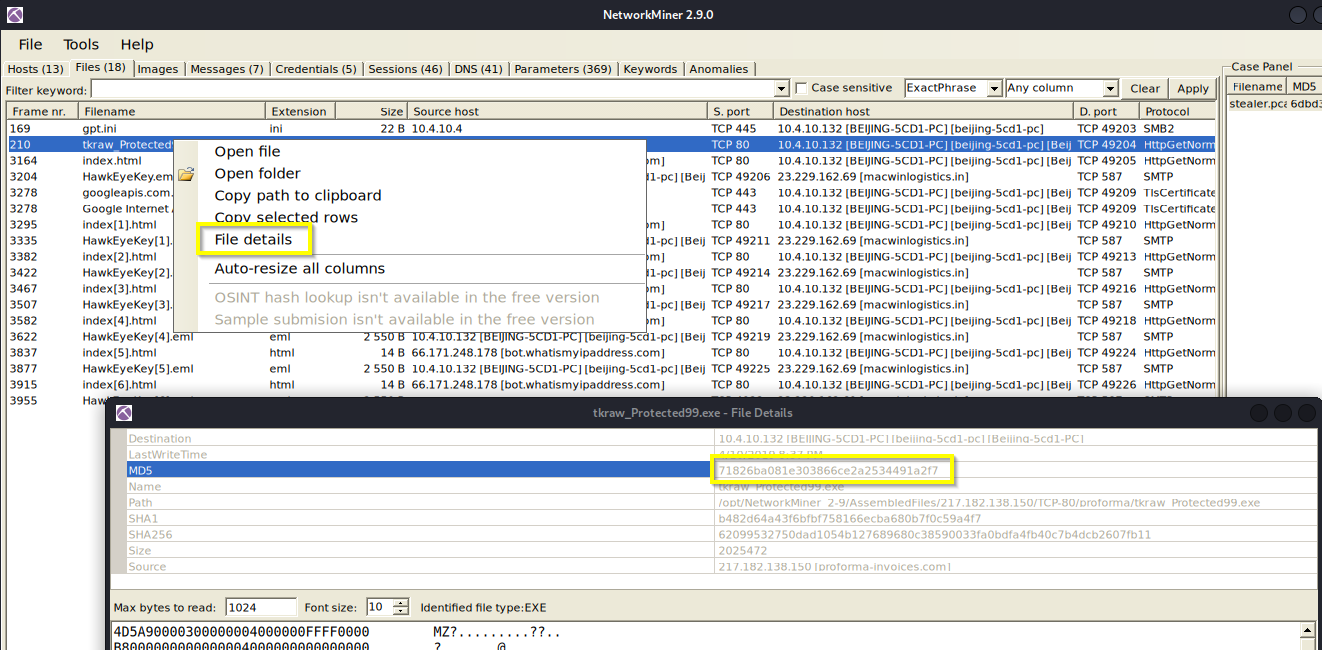 NetworkMiner 2.9.0
File Tools Help
Hosts (13) Files (18) Images Messages (7) Credentials (5) Sessions (46) DNS (41) Parameters (369) Keywords Anomalies
Case Panel
Filter keyword: Case sensitive ExactPhrase Any column Clear Apply
Filename MD5
stealer.pca 6dbd3
Frame nr. Filename Extension Size Source host S. port Destination host D. port Protocol
169 gpt.ini ini 22 B 10.4.10.4 TCP 445 10.4.10.132 [BEIJING-5CD1-PC] [beijing-5cd1-pc] TCP 49203 SMB2
210 tkraw_Protected9 TCP 80 10.4.10.132 [BEIJING-5CD1-PC] [beijing-5cd1-pc] [Beij TCP 49204 HttpGetNorm
3164 index.html om] TCP 80 10.4.10.132 [BEIJING-5CD1-PC] [beijing-5cd1-pc] [Beij TCP 49205 HttpGetNorm
3204 HawkEyeKey.em cd1-pc] [Beij TCP 49206 23.229.162.69 [macwinlogistics.in] TCP 587 SMTP
3278 googleapis.com. TCP 443 10.4.10.132 [BEIJING-5CD1-PC] [beijing-5cd1-pc] [Beij TCP 49209 TlsCertificate
3278 Google Internet TCP 443 10.4.10.132 [BEIJING-5CD1-PC] [beijing-5cd1-pc] [Beij TCP 49209 TlsCertificate
3295 index[1].html om] TCP 80 10.4.10.132 [BEIJING-5CD1-PC] [beijing-5cd1-pc] [Beij TCP 49210 HttpGetNorm
3335 HawkEyeKey[1]. cd1-pc] [Beij TCP 49211 23.229.162.69 [macwinlogistics.in] TCP 587 SMTP
3382 index[2].html om] TCP 80 10.4.10.132 [BEIJING-5CD1-PC] [beijing-5cd1-pc] [Beij TCP 49213 HttpGetNorm
3422 HawkEyeKey[2]. cd1-pc] [Beij TCP 49214 23.229.162.69 [macwinlogistics.in] TCP 587 SMTP
3467 index[3].html om] TCP 80 10.4.10.132 [BEIJING-5CD1-PC] [beijing-5cd1-pc] [Beij TCP 49216 HttpGetNorm
3507 HawkEyeKey[3]. cd1-pc] [Beij TCP 49217 23.229.162.69 [macwinlogistics.in] TCP 587 SMTP
3582 index[4].html om] TCP 80 10.4.10.132 [BEIJING-5CD1-PC] [beijing-5cd1-pc] [Beij TCP 49218 HttpGetNorm
3622 HawkEyeKey[4].eml eml 2 550 B 10.4.10.132 [BEIJING-5CD1-PC] [beijing-5cd1-pc] [Beij TCP 49219 23.229.162.69 [macwinlogistics.in] TCP 587 SMTP
3837 index[5].html html 14 B 66.171.248.178 [bot.whatismyipaddress.com] TCP 80 10.4.10.132 [BEIJING-5CD1-PC] [beijing-5cd1-pc] [Beij TCP 49224 HttpGetNorm
3877 HawkEyeKey[5].eml eml 2 550 B 10.4.10.132 [BEIJING-5CD1-PC] [beijing-5cd1-pc] [Beij TCP 49225 23.229.162.69 [macwinlogistics.in] TCP 587 SMTP
3915 index[6].html html 14 B 66.171.248.178 [bot.whatismyipaddress.com] TCP 80 10.4.10.132 [BEIJING-5CD1-PC] [beijing-5cd1-pc] [Beij TCP 49226 HttpGetNorm
3955
Open file
Open folder
Copy path to clipboard
Copy selected rows
File details
Auto-resize all columns
OSINT hash lookup isn't available in the free version
Sample submision isn't available in the free version
tkraw_Protected99.exe - File Details
Destination 10.4.10.132 [BEIJING-5CD1-PC] [beijing-5cd1-pc] [Beijing-5cd1-PC]
LastWriteTime
MD5 71826ba081e303866ce2a2534491a2f7
Name tkraw_Protected99.exe
Path /opt/NetworkMiner_2-9/AssembledFiles/217.182.138.150/TCP-80/proforma/tkraw_Protected99.exe
SHA1 b482d64a43f6bfbf758166ecba680b7f0c59a4f7
SHA256 62099532750dad1054b127689680c38590033fa0bdfa4fb40c7b4dcb2607fb11
Size 2025472
Source 217.182.138.150 [proforma-invoices.com]
Max bytes to read: 1024 Font size: 10 Identified file type:EXE
4D5A90000300000004000000FFFF0000 MZ?.........??..